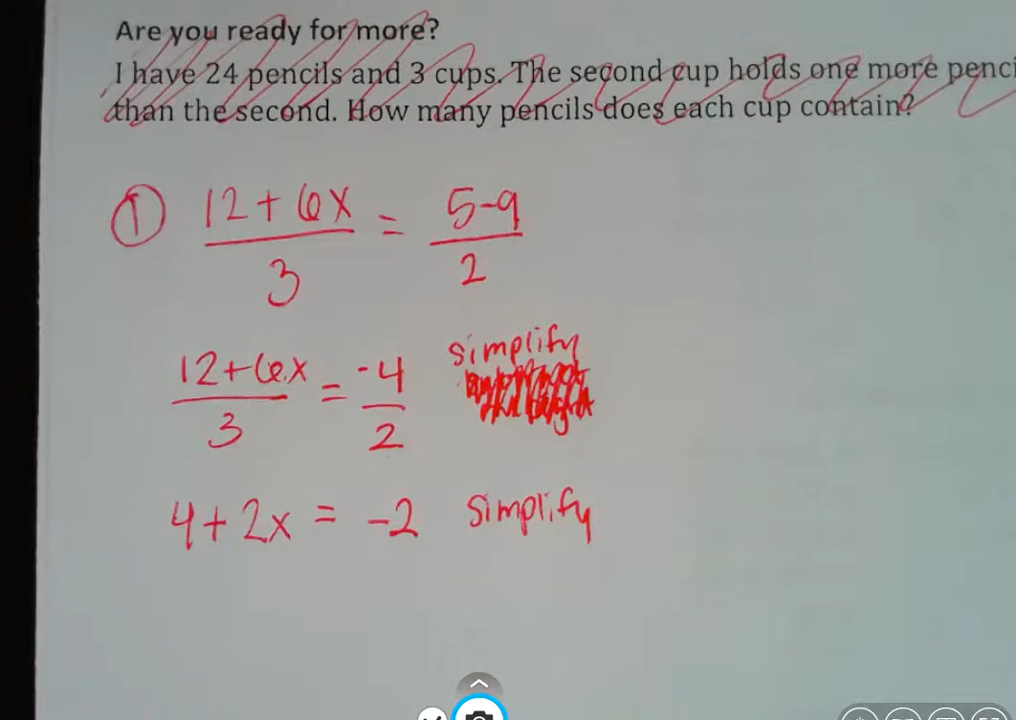 Are you ready for more?
I have 24 pencils and 3 cups. The second cup holds one more penci
than the second. How many pencils does each cup contain?
① 12+6x/3 = 5-9/2
12+6x/3 = -4/2 simplify
4+2x = -2 simplify